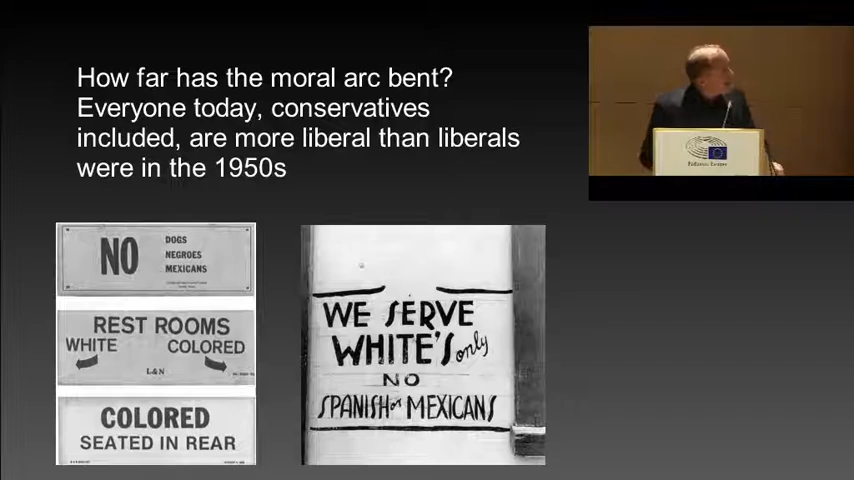 How far has the moral arc bent?
Everyone today, conservatives
included, are more liberal than liberals
were in the 1950s
NO
DOGS
NEGROES
MEXICANS
REST ROOMS
WHITE
COLORED
L&N
COLORED
SEATED IN REAR
WE SERVE
WHITE'S only
NO
SPANISH or MEXICANS